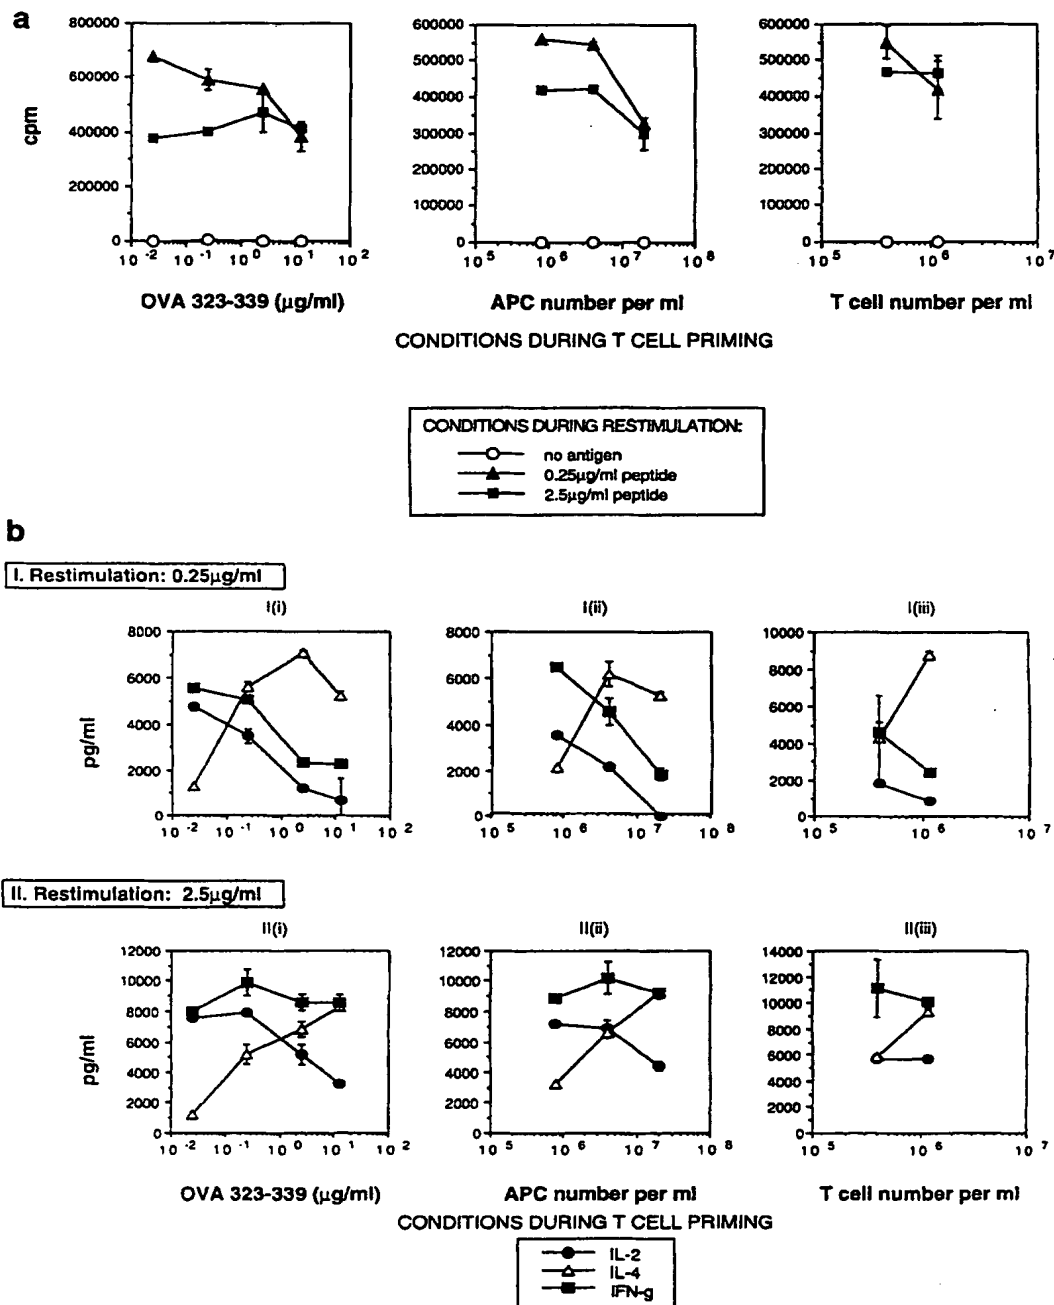 a
800000
600000
400000
200000
0
cpm
10 -2 10 -1 10 0 10 1 10 2
OVA 323-339 (µg/ml)
600000
500000
400000
300000
200000
100000
0
10 5 10 6 10 7 10 8
APC number per ml
600000
500000
400000
300000
200000
100000
0
10 5 10 6 10 7
T cell number per ml
CONDITIONS DURING T CELL PRIMING
CONDITIONS DURING RESTIMULATION:
no antigen
0.25µg/ml peptide
2.5µg/ml peptide
b
I. Restimulation: 0.25µg/ml
I(i)
8000
6000
4000
2000
0
pg/ml
10 -2 10 -1 10 0 10 1 10 2
I(ii)
8000
6000
4000
2000
0
10 5 10 6 10 7 10 8
I(iii)
10000
8000
6000
4000
2000
0
10 5 10 6 10 7
II. Restimulation: 2.5µg/ml
II(i)
12000
10000
8000
6000
4000
2000
0
pg/ml
10 -2 10 -1 10 0 10 1 10 2
OVA 323-339 (µg/ml)
II(ii)
12000
10000
8000
6000
4000
2000
0
10 5 10 6 10 7 10 8
APC number per ml
II(iii)
14000
12000
10000
8000
6000
4000
2000
0
10 5 10 6 10 7
T cell number per ml
CONDITIONS DURING T CELL PRIMING
IL-2
IL-4
IFN-g